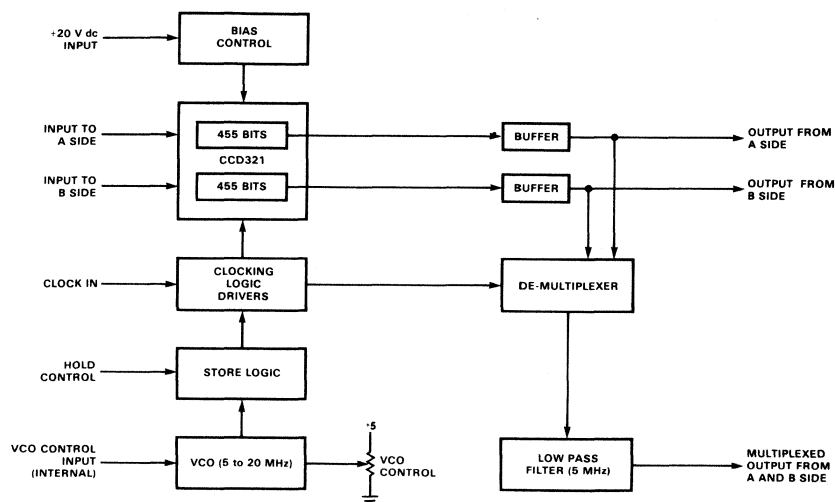 +20 V dc
INPUT
BIAS
CONTROL
INPUT TO
A SIDE
455 BITS
CCD321
BUFFER
OUTPUT FROM
A SIDE
INPUT TO
B SIDE
455 BITS
BUFFER
OUTPUT FROM
B SIDE
CLOCK IN
CLOCKING
LOGIC
DRIVERS
DE-MULTIPLEXER
HOLD
CONTROL
STORE LOGIC
VCO CONTROL
INPUT
(INTERNAL)
VCO (5 to 20 MHz)
+5
VCO
CONTROL
LOW PASS
FILTER (5 MHz)
MULTIPLEXED
OUTPUT FROM
A AND B SIDE